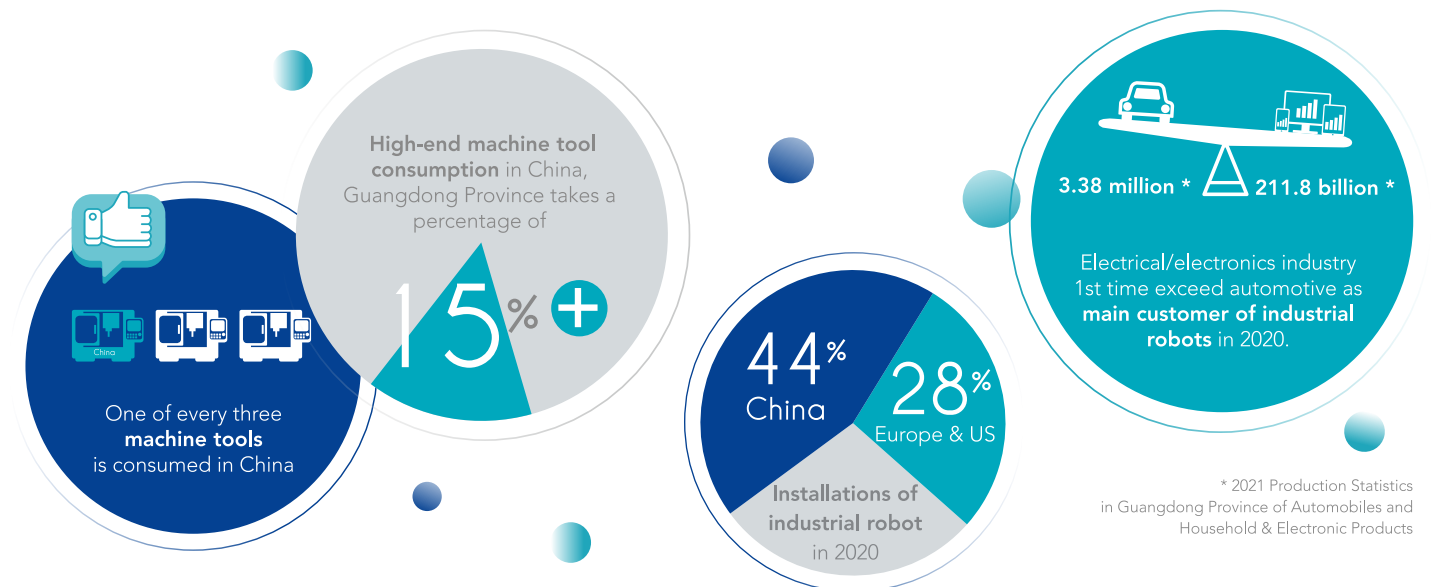 China
One of every three
machine tools
is consumed in China
High-end machine tool
consumption in China,
Guangdong Province takes a
percentage of
15% +
44%
China
28%
Europe & US
Installations of
industrial robot
in 2020
3.38 million *
211.8 billion *
Electrical/electronics industry
1st time exceed automotive as
main customer of industrial
robots in 2020.
* 2021 Production Statistics
in Guangdong Province of Automobiles and
Household & Electronic Products